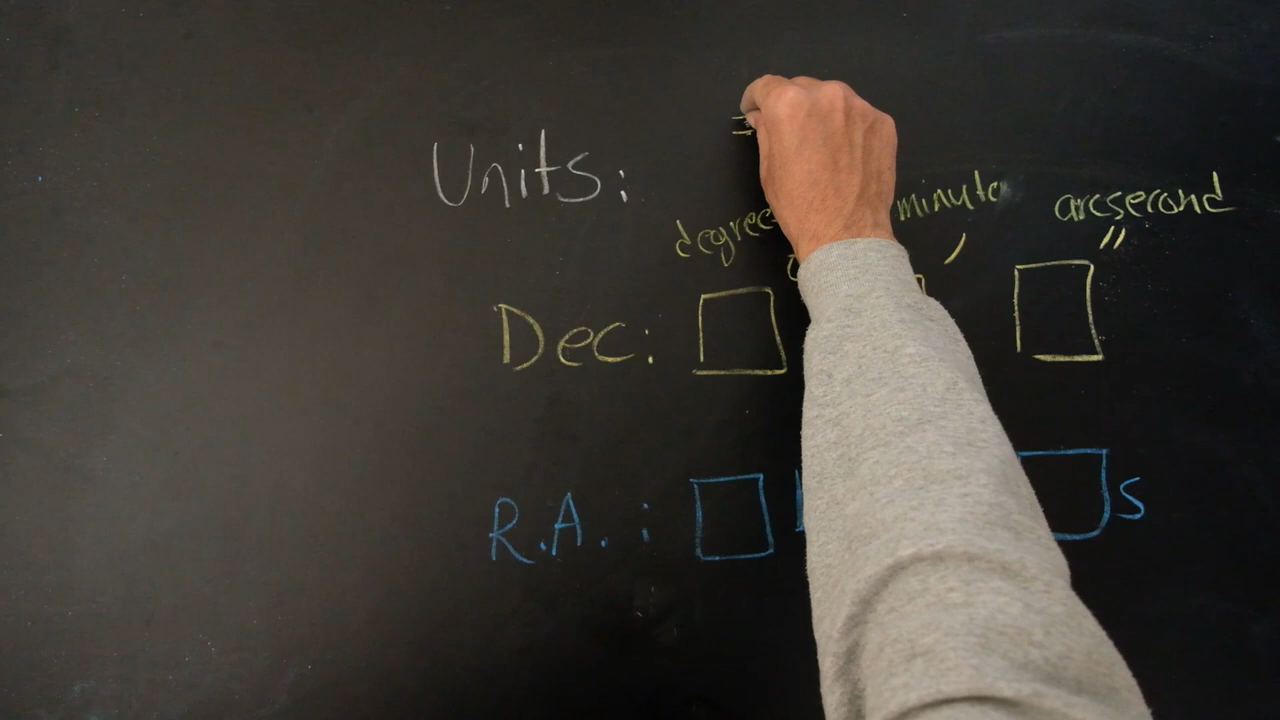 =
Units:
degree minute arcsecond
° ′ ″
Dec:
R.A.: s